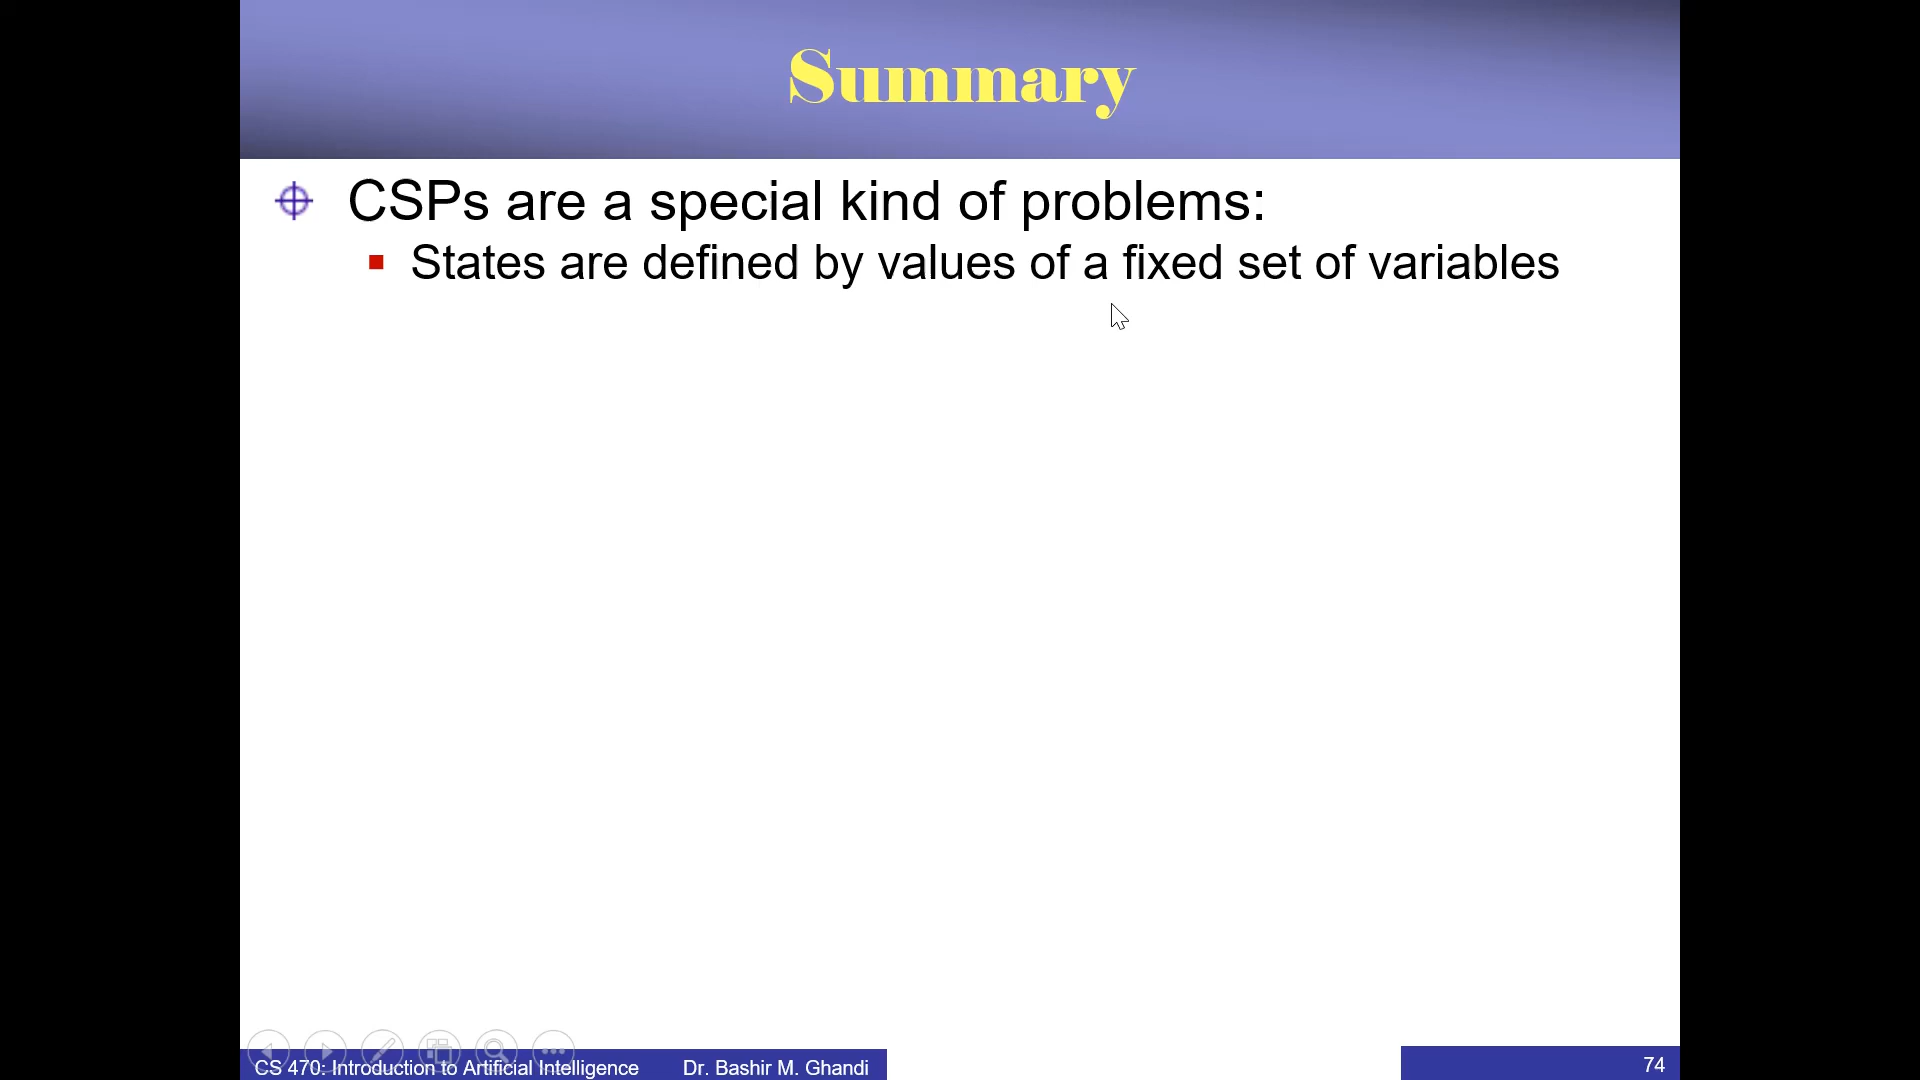 Summary
CSPs are a special kind of problems:
States are defined by values of a fixed set of variables
CS 470: Introduction to Artificial Intelligence Dr. Bashir M. Ghandi 74